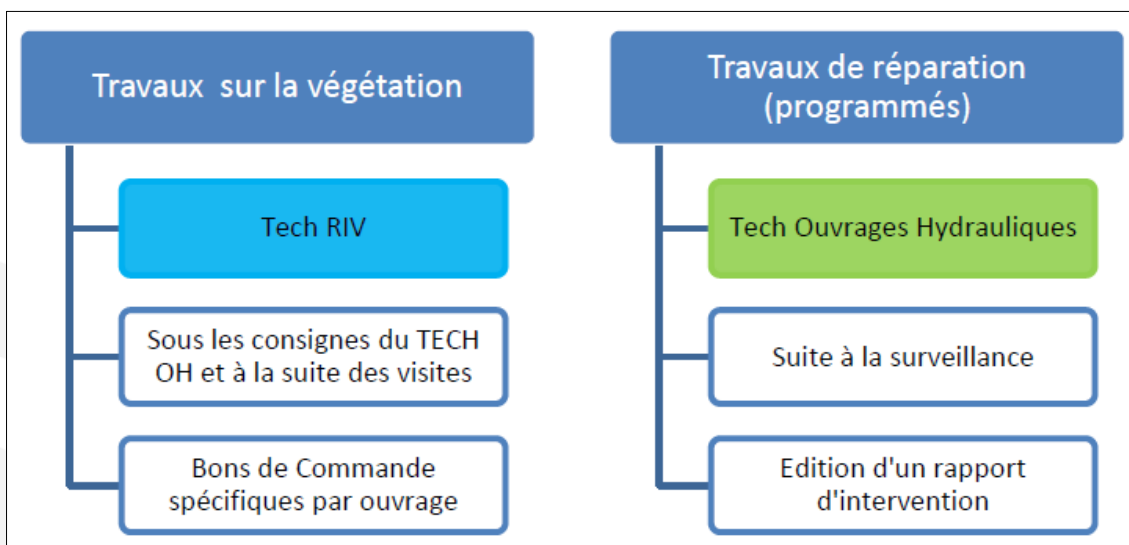 Travaux sur la végétation
Tech RIV
Sous les consignes du TECH
OH et à la suite des visites
Bons de Commande
spécifiques par ouvrage
Travaux de réparation
(programmés)
Tech Ouvrages Hydrauliques
Suite à la surveillance
Edition d'un rapport
d'intervention